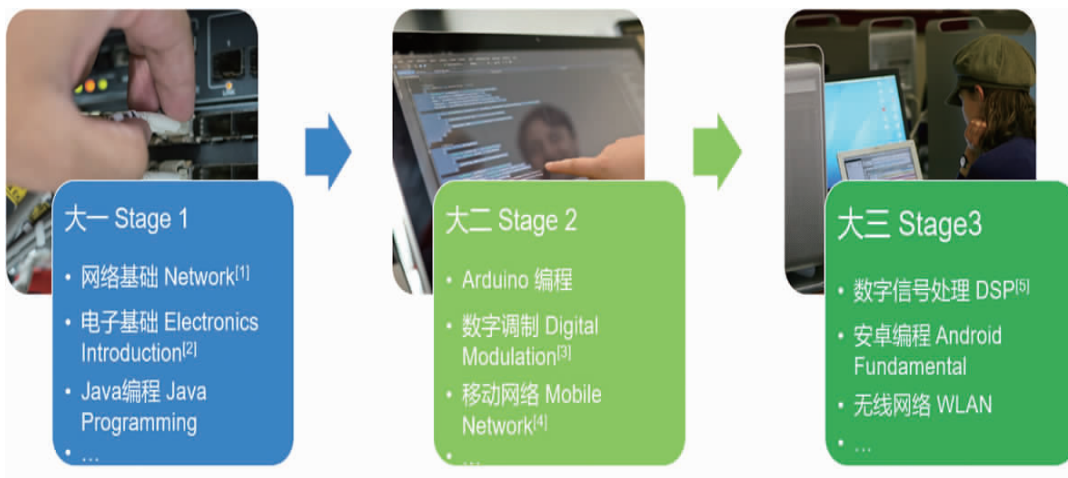 大一 Stage 1
• 网络基础 Network[1]
• 电子基础 Electronics
Introduction[2]
• Java编程 Java
Programming
• ...
大二 Stage 2
• Arduino 编程
• 数字调制 Digital
Modulation[3]
• 移动网络 Mobile
Network[4]
• ...
大三 Stage3
• 数字信号处理 DSP[5]
• 安卓编程 Android
Fundamental
• 无线网络 WLAN
• ...